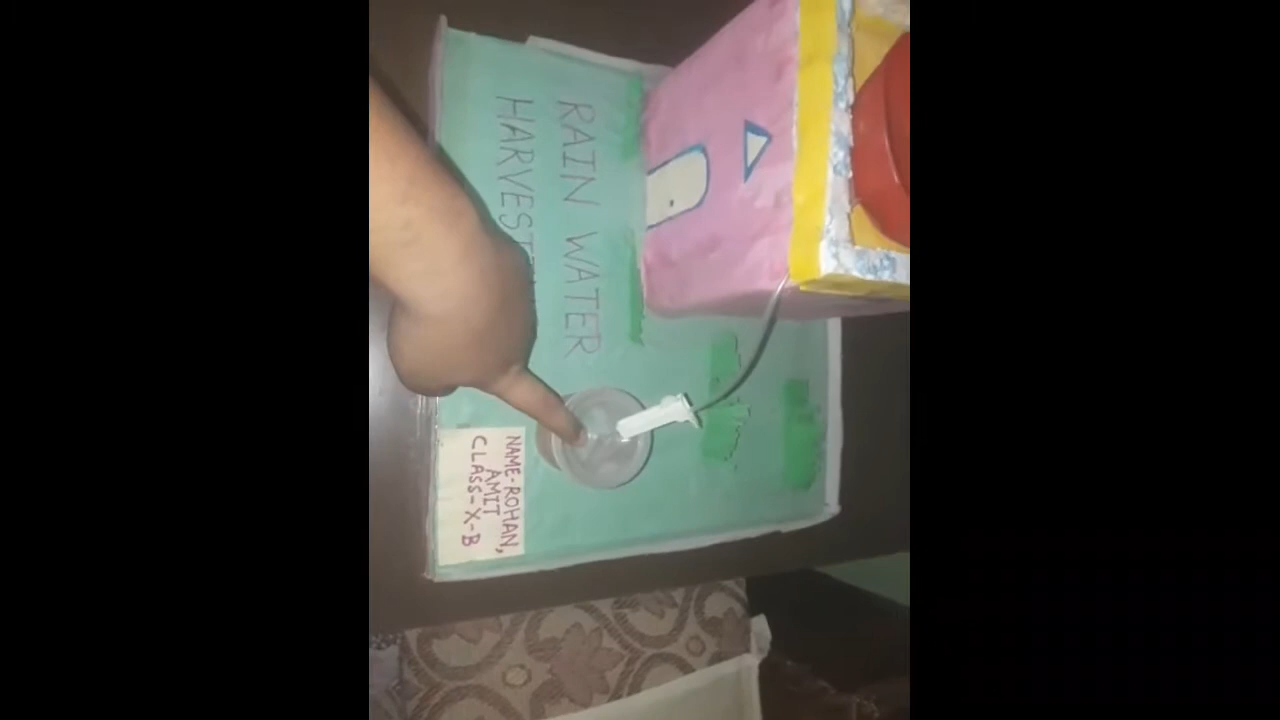 RAIN WATER
HARVEST
NAME-ROHAN,
AMIT
CLASS-X-B